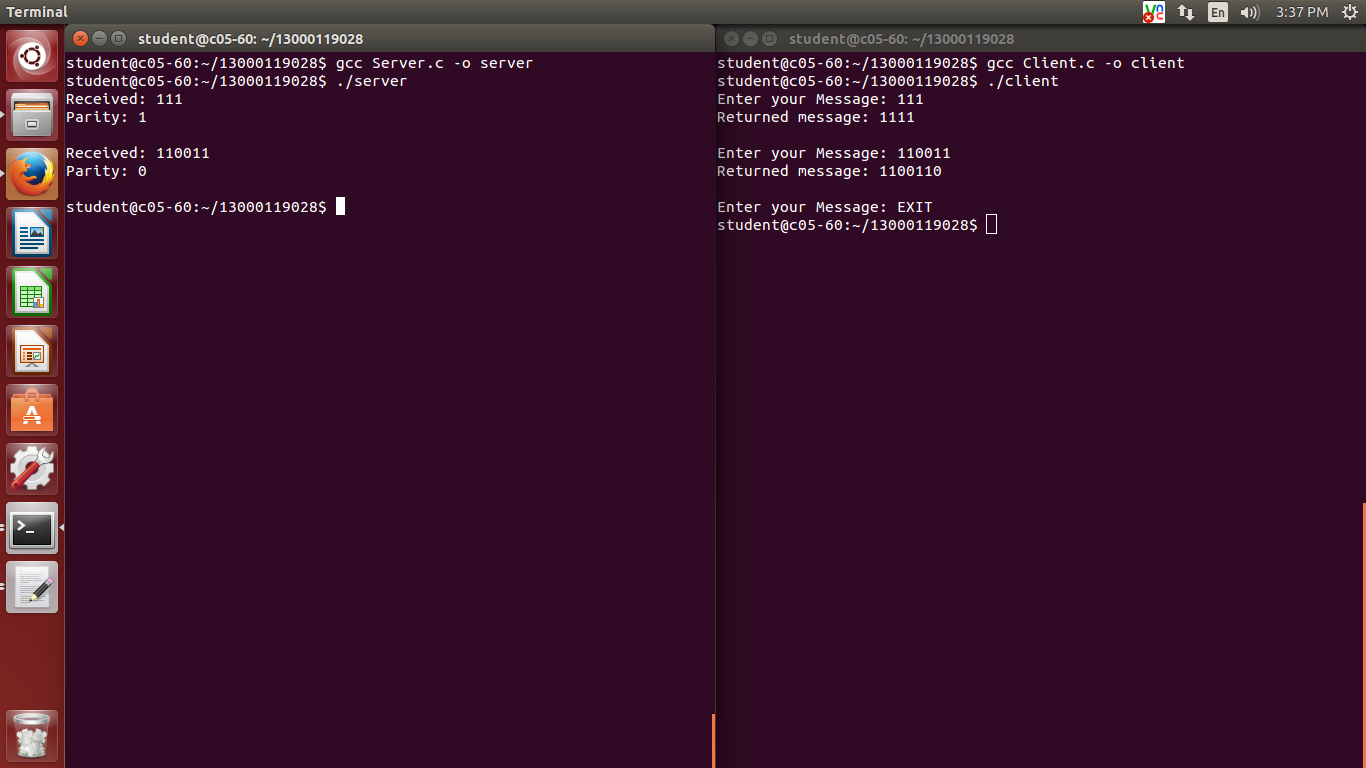 Terminal
En
3:37 PM
student@c05-60: ~/13000119028
student@c05-60:~/13000119028$ gcc Server.c -o server
student@c05-60:~/13000119028$ ./server
Received: 111
Parity: 1
Received: 110011
Parity: 0
student@c05-60:~/13000119028$
student@c05-60: ~/13000119028
student@c05-60:~/13000119028$ gcc Client.c -o client
student@c05-60:~/13000119028$ ./client
Enter your Message: 111
Returned message: 1111
Enter your Message: 110011
Returned message: 1100110
Enter your Message: EXIT
student@c05-60:~/13000119028$